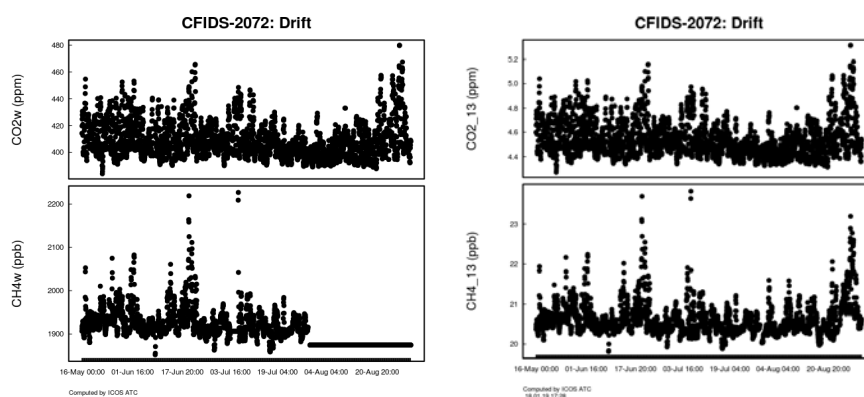 CFIDS-2072: Drift
CO2w (ppm)
480
460
440
420
400
CH4w (ppb)
2200
2100
2000
1900
16-May 00:00 01-Jun 16:00 17-Jun 20:00 03-Jul 16:00 19-Jul 04:00 04-Aug 04:00 20-Aug 20:00
Computed by ICOS ATC
CFIDS-2072: Drift
CO2_13 (ppm)
5.2
5.0
4.8
4.6
4.4
CH4_13 (ppb)
23
22
21
20
16-May 00:00 01-Jun 16:00 17-Jun 20:00 03-Jul 16:00 19-Jul 04:00 04-Aug 04:00 20-Aug 20:00
Computed by ICOS ATC